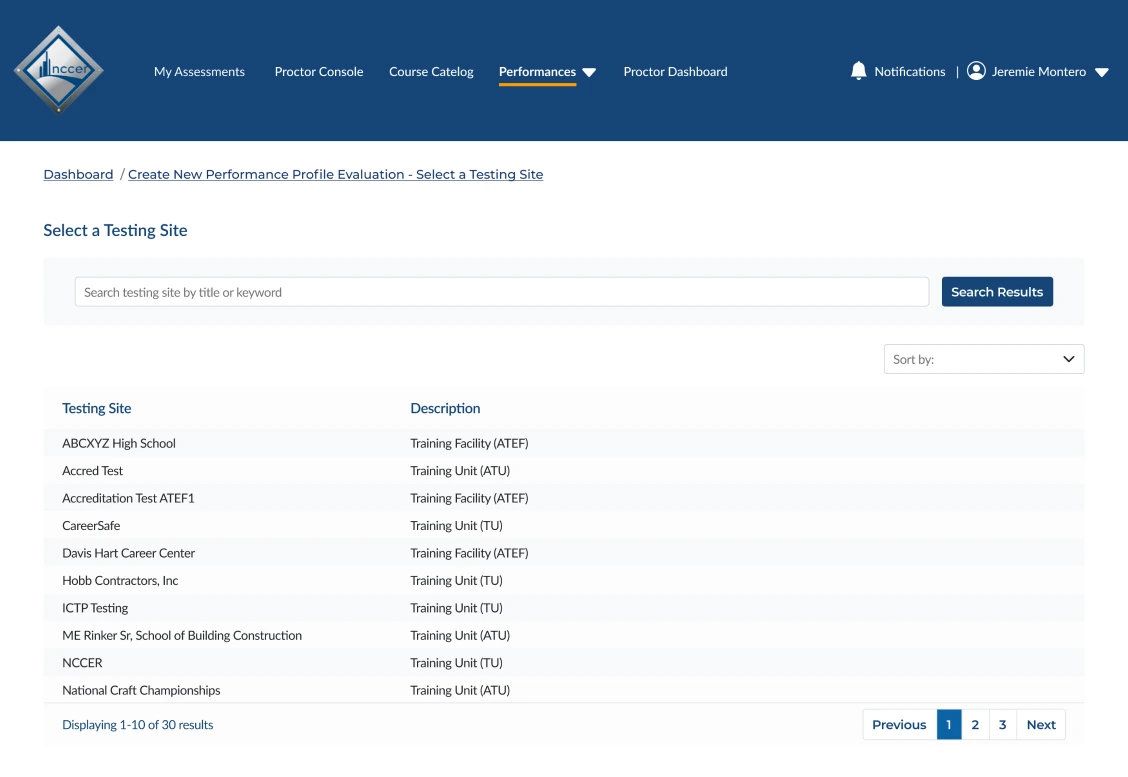 nccer
My Assessments Proctor Console Course Catelog Performances Proctor Dashboard Notifications | Jeremie Montero
Dashboard / Create New Performance Profile Evaluation - Select a Testing Site
Select a Testing Site
Search testing site by title or keyword Search Results
Sort by:
Testing Site Description
ABCXYZ High School Training Facility (ATEF)
Accred Test Training Unit (ATU)
Accreditation Test ATEF1 Training Facility (ATEF)
CareerSafe Training Unit (TU)
Davis Hart Career Center Training Facility (ATEF)
Hobb Contractors, Inc Training Unit (TU)
ICTP Testing Training Unit (TU)
ME Rinker Sr, School of Building Construction Training Unit (ATU)
NCCER Training Unit (TU)
National Craft Championships Training Unit (ATU)
Displaying 1-10 of 30 results Previous 1 2 3 Next